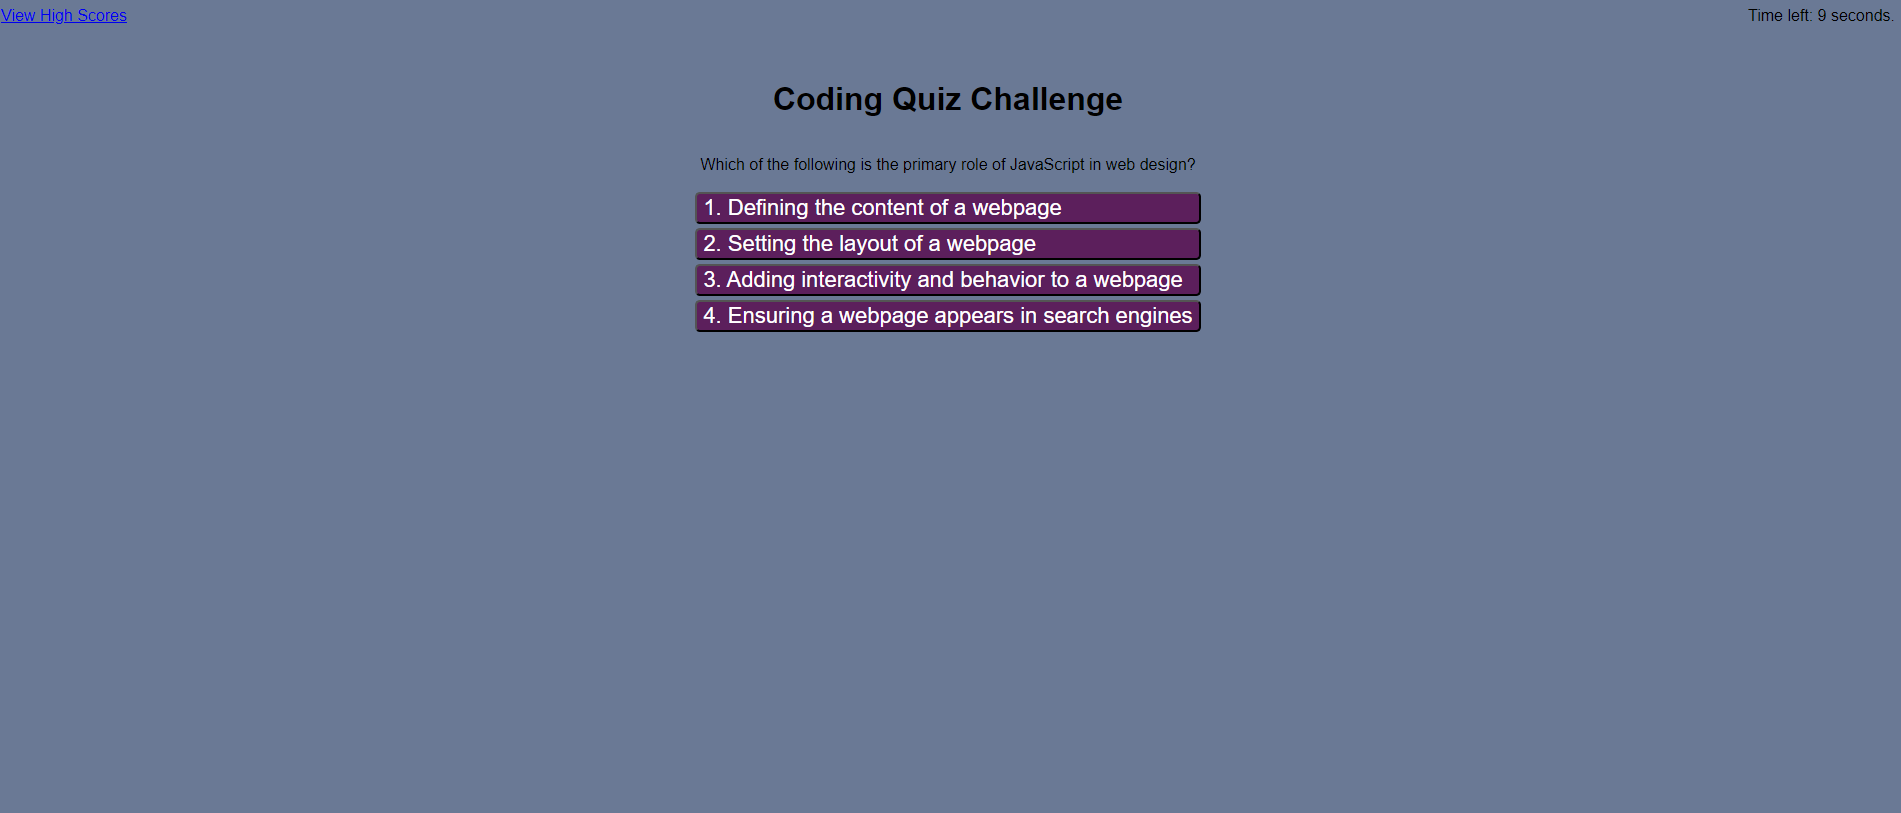 View High Scores
Time left: 9 seconds.
Coding Quiz Challenge
Which of the following is the primary role of JavaScript in web design?
1. Defining the content of a webpage
2. Setting the layout of a webpage
3. Adding interactivity and behavior to a webpage
4. Ensuring a webpage appears in search engines